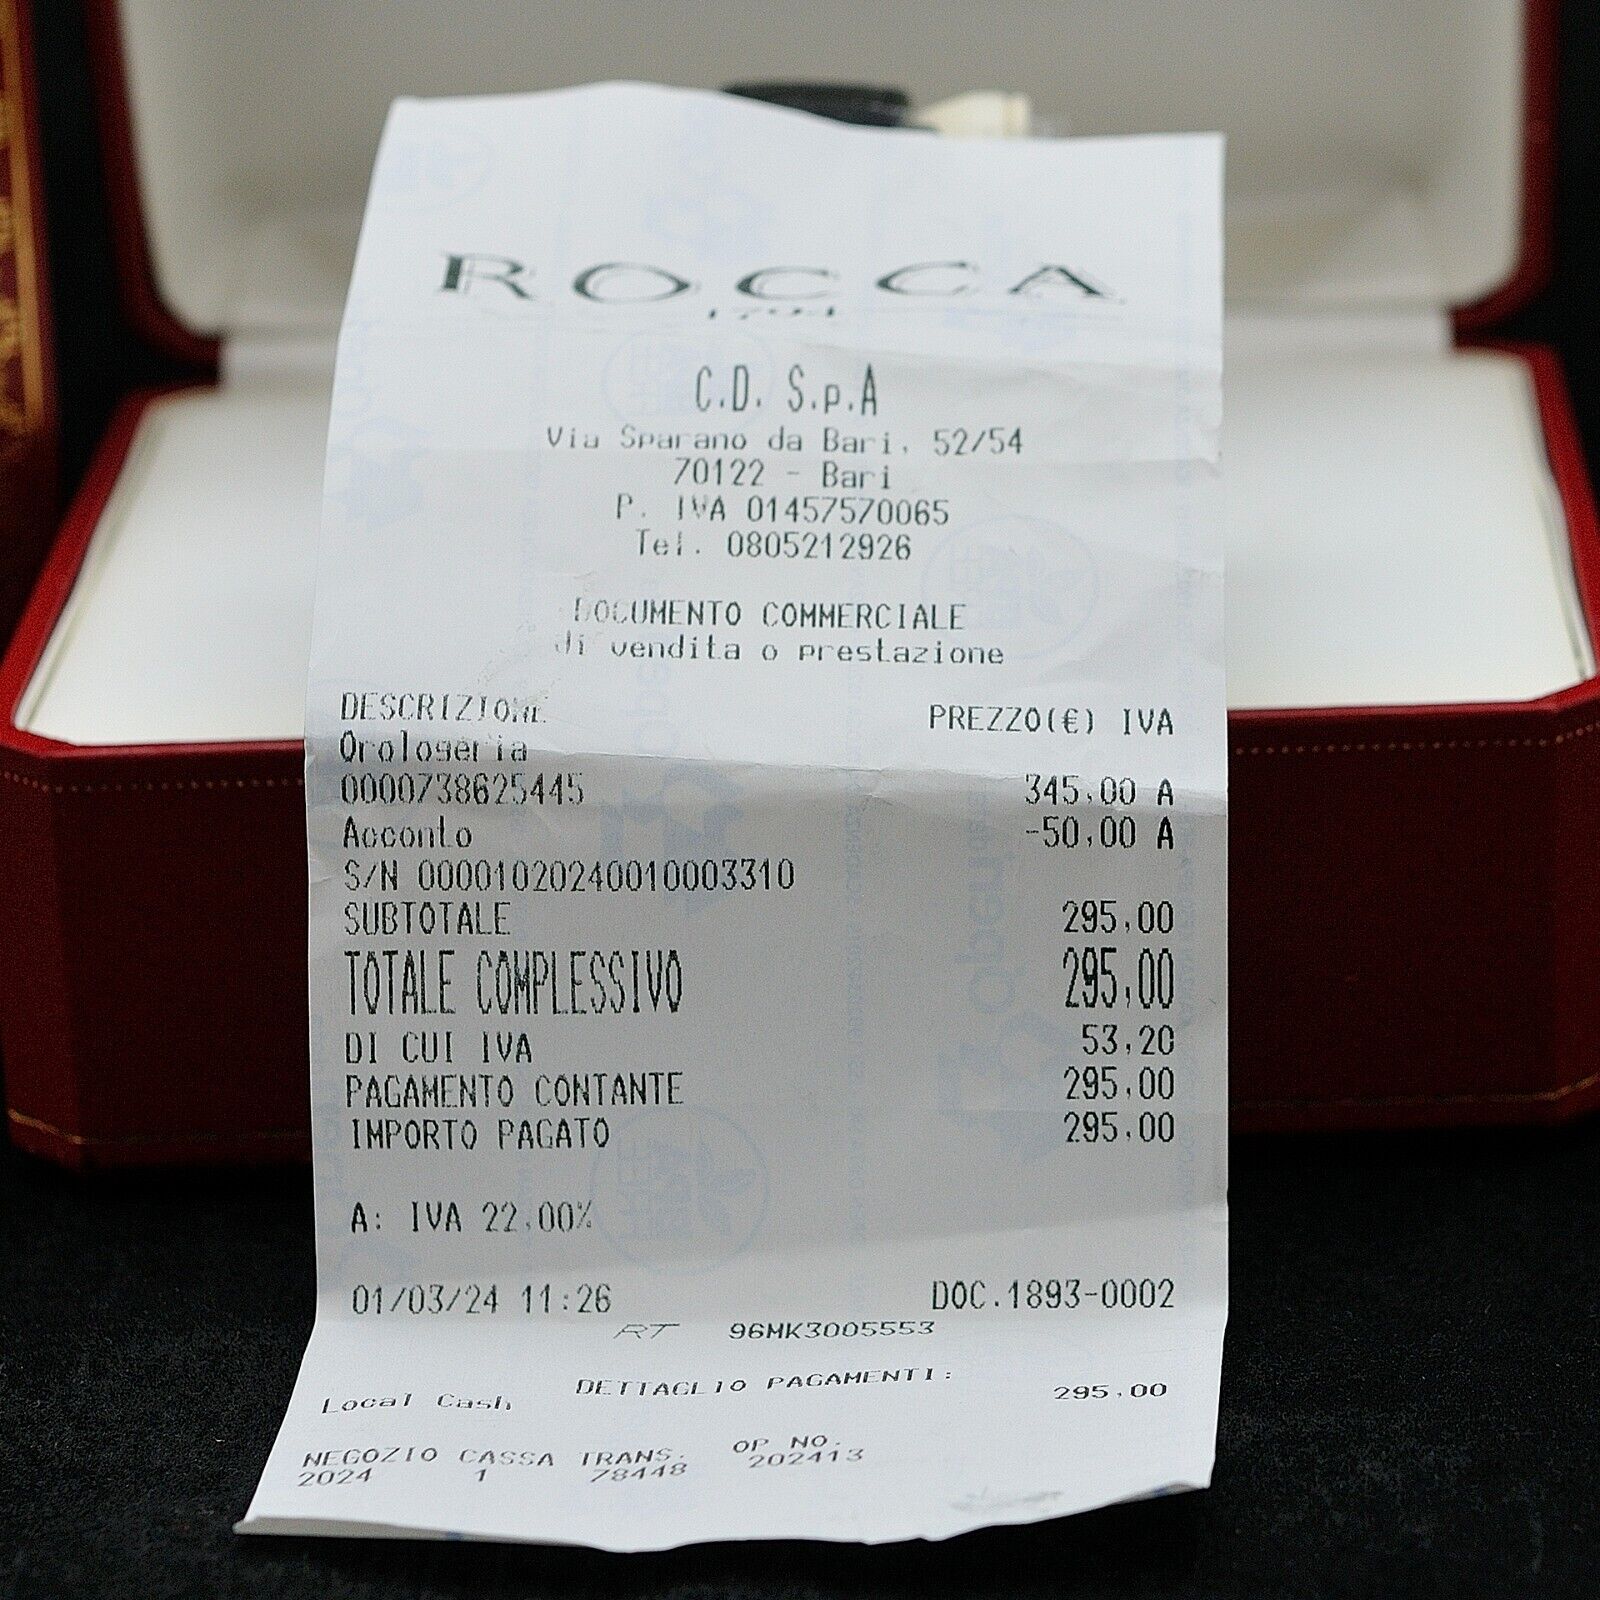 ROCCA
1794
C.D. S.p.A
Via Sparano da Bari, 52/54
70122 - Bari
P. IVA 01457570065
Tel. 0805212926
DOCUMENTO COMMERCIALE
di vendita o prestazione
DESCRIZIONE PREZZO(€) IVA
Orologeria
0000738625445 345,00 A
Acconto -50,00 A
S/N 00001020240010003310
SUBTOTALE 295,00
TOTALE COMPLESSIVO 295,00
DI CUI IVA 53,20
PAGAMENTO CONTANTE 295,00
IMPORTO PAGATO 295,00
A: IVA 22,00%
01/03/24 11:26 DOC.1893-0002
RT 96MK3005553
DETTAGLIO PAGAMENTI:
Local Cash 295,00
NEGOZIO CASSA TRANS. OP NO.
2024 1 78448 202413